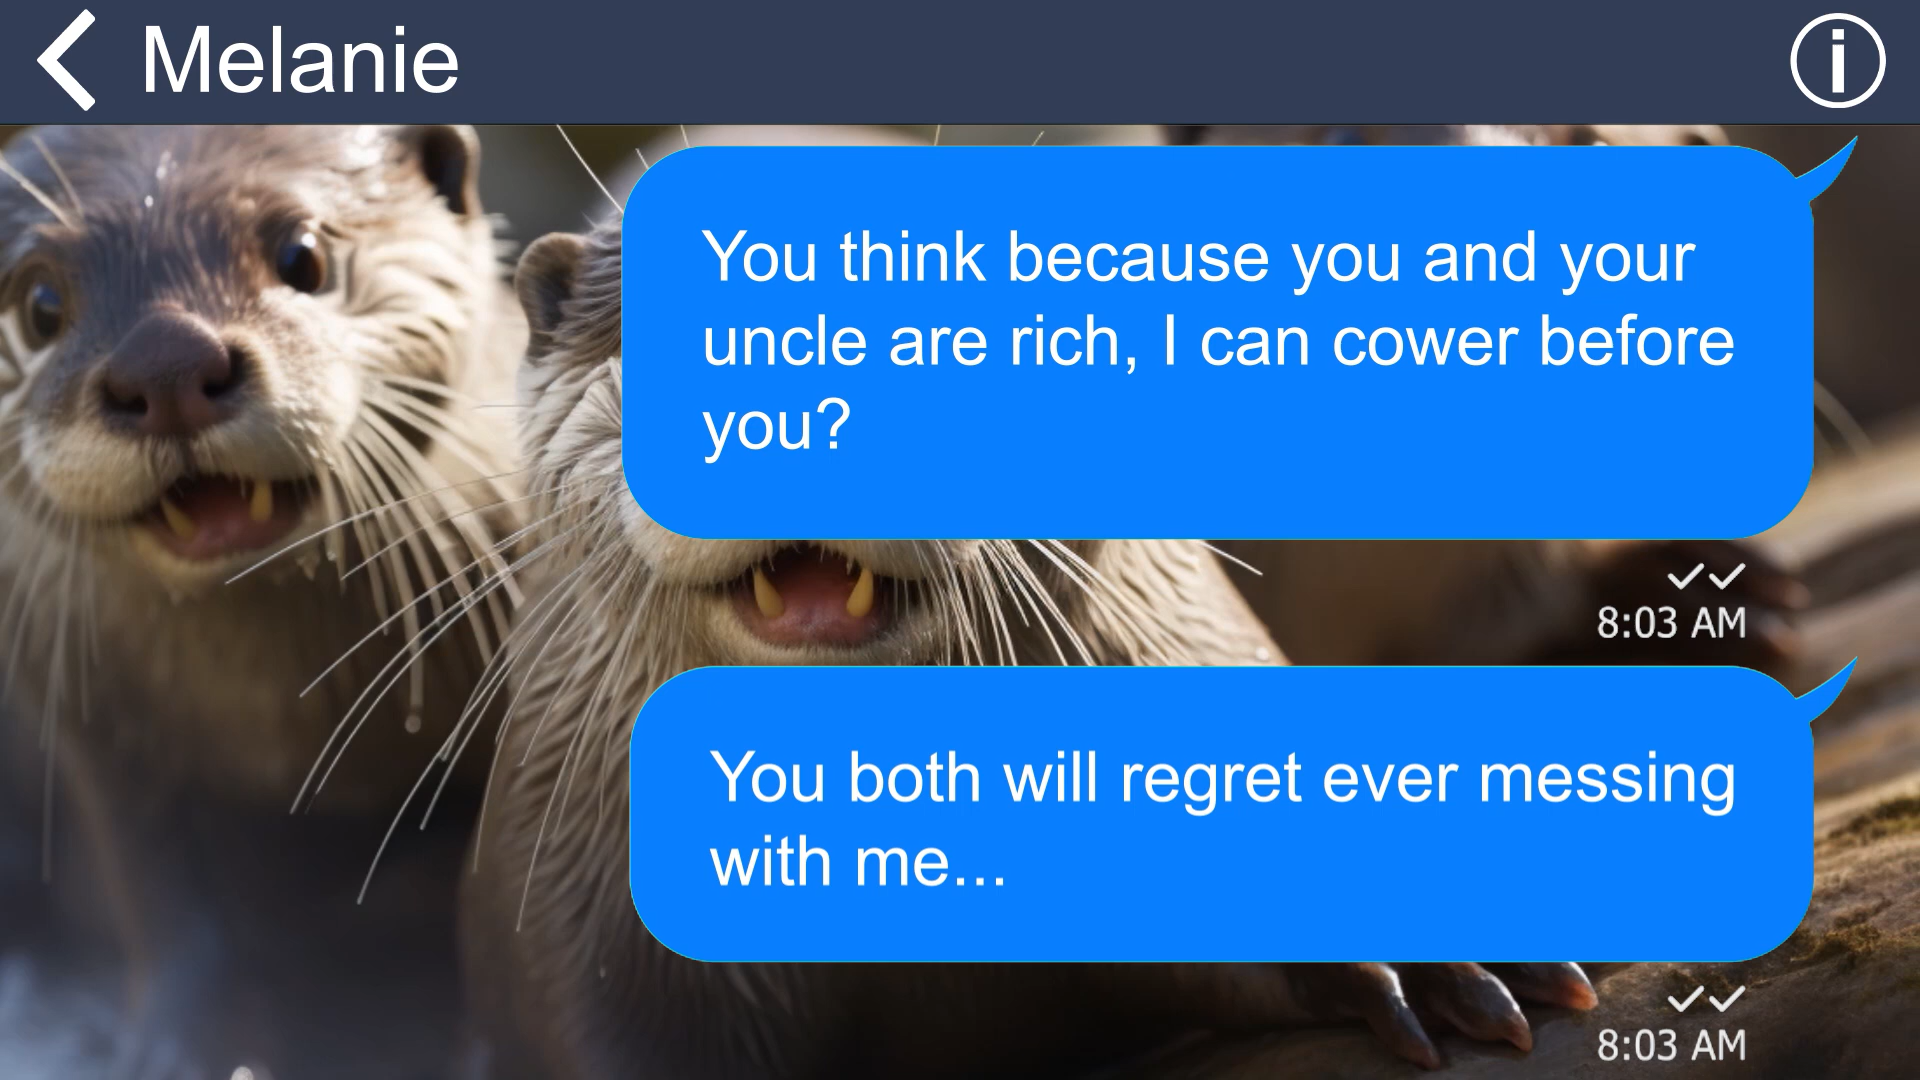 Melanie
You think because you and your
uncle are rich, I can cower before
you?
8:03 AM
You both will regret ever messing
with me...
8:03 AM